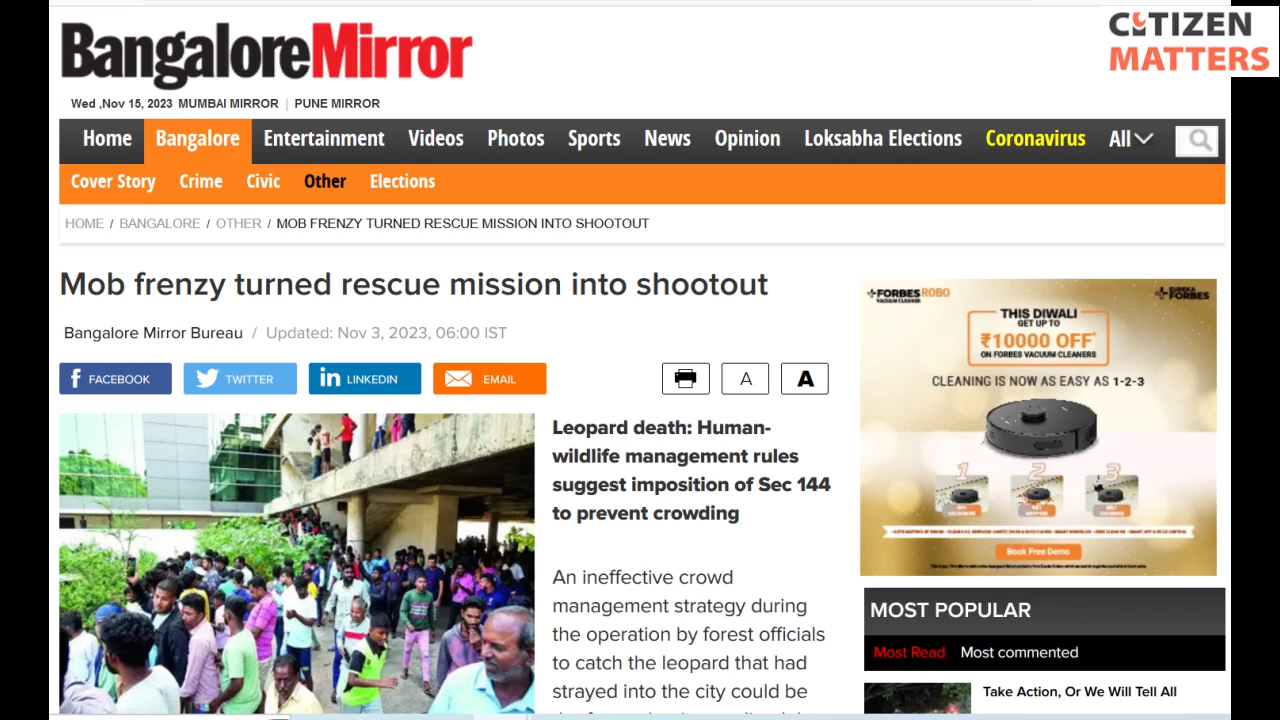 BangaloreMirror
CITIZEN
MATTERS
Wed ,Nov 15, 2023 MUMBAI MIRROR | PUNE MIRROR
Home Bangalore Entertainment Videos Photos Sports News Opinion Loksabha Elections Coronavirus All
Cover Story Crime Civic Other Elections
HOME / BANGALORE / OTHER / MOB FRENZY TURNED RESCUE MISSION INTO SHOOTOUT
Mob frenzy turned rescue mission into shootout
Bangalore Mirror Bureau / Updated: Nov 3, 2023, 06:00 IST
FACEBOOK TWITTER LINKEDIN EMAIL A A
Leopard death: Human-
wildlife management rules
suggest imposition of Sec 144
to prevent crowding
An ineffective crowd
management strategy during
the operation by forest officials
to catch the leopard that had
strayed into the city could be
FORBES ROBO
VACUUM CLEANER
EUREKA
FORBES
THIS DIWALI
GET UP TO
₹10000 OFF*
ON FORBES VACUUM CLEANERS
CLEANING IS NOW AS EASY AS 1-2-3
1 2 3
Book Free Demo
MOST POPULAR
Most Read Most commented
Take Action, Or We Will Tell All